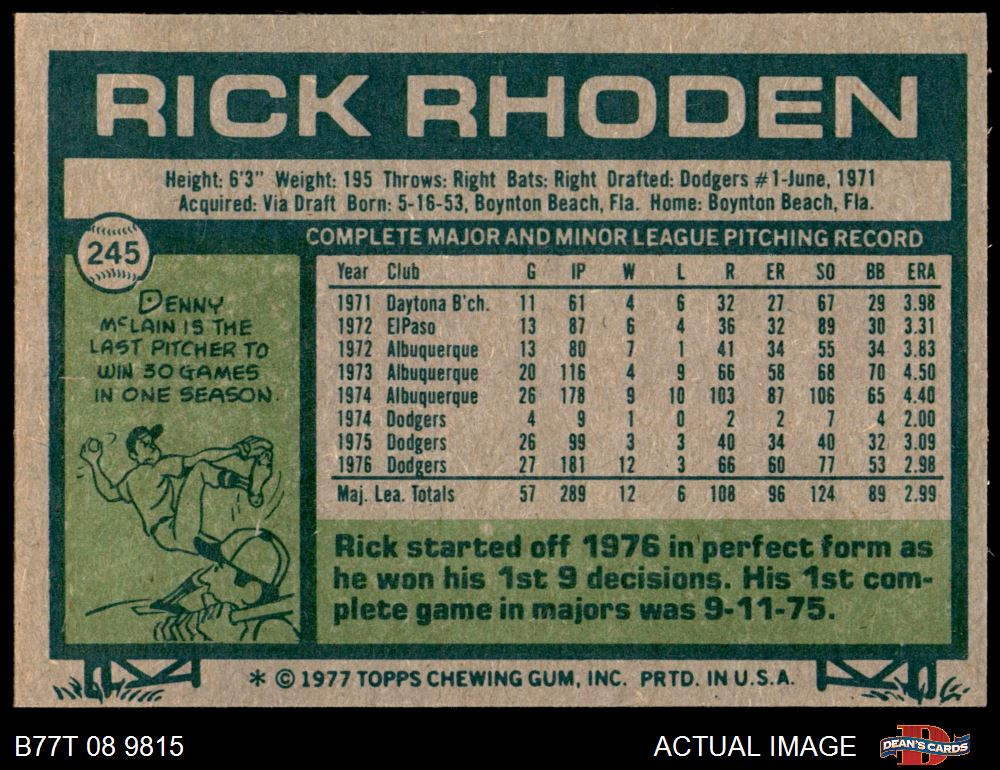 RICK RHODEN
Height: 6'3" Weight: 195 Throws: Right Bats: Right Drafted: Dodgers #1-June, 1971
Acquired: Via Draft Born: 5-16-53, Boynton Beach, Fla. Home: Boynton Beach, Fla.
245
COMPLETE MAJOR AND MINOR LEAGUE PITCHING RECORD
DENNY
McLAIN IS THE
LAST PITCHER TO
WIN 30 GAMES
IN ONE SEASON.
Year Club G IP W L R ER SO BB ERA
1971 Daytona B'ch. 11 61 4 6 32 27 67 29 3.98
1972 ElPaso 13 87 6 4 36 32 89 30 3.31
1972 Albuquerque 13 80 7 1 41 34 55 34 3.83
1973 Albuquerque 20 116 4 9 66 58 68 70 4.50
1974 Albuquerque 26 178 9 10 103 87 106 65 4.40
1974 Dodgers 4 9 1 0 2 2 7 4 2.00
1975 Dodgers 26 99 3 3 40 34 40 32 3.09
1976 Dodgers 27 181 12 3 66 60 77 53 2.98
Maj. Lea. Totals 57 289 12 6 108 96 124 89 2.99
Rick started off 1976 in perfect form as
he won his 1st 9 decisions. His 1st com-
plete game in majors was 9-11-75.
* © 1977 TOPPS CHEWING GUM, INC. PRTD. IN U.S.A.
B77T 08 9815
ACTUAL IMAGE
D
DEAN'S CARDS